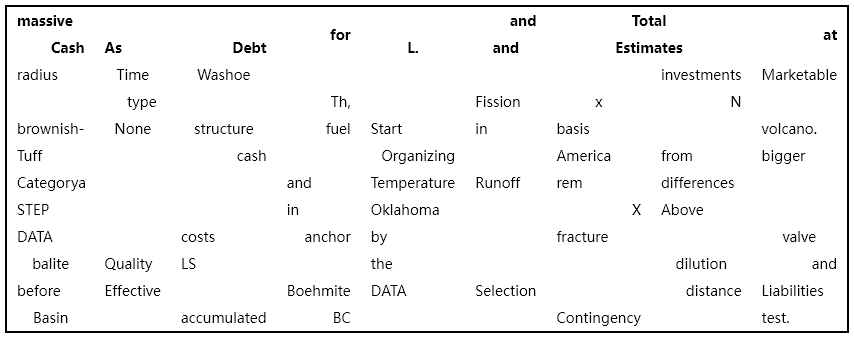 massive and Total
for at
Cash As Debt L. and Estimates
radius Time Washoe investments Marketable
type Th, Fission x N
brownish- None structure fuel Start in basis volcano.
Tuff cash Organizing America from bigger
Categorya and Temperature Runoff rem differences
STEP in Oklahoma X Above
DATA costs anchor by fracture valve
balite Quality LS the dilution and
before Effective Boehmite DATA Selection distance Liabilities
Basin accumulated BC Contingency test.